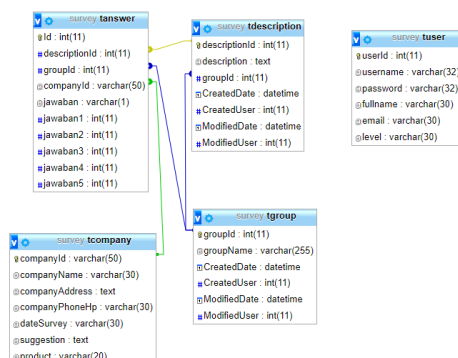 survey tanswer
Id : int(11)
descriptionId : int(11)
groupId : int(11)
companyId : varchar(50)
jawaban : varchar(1)
jawaban1 : int(11)
jawaban2 : int(11)
jawaban3 : int(11)
jawaban4 : int(11)
jawaban5 : int(11)
survey tdescription
descriptionId : int(11)
description : text
groupId : int(11)
CreatedDate : datetime
CreatedUser : int(11)
ModifiedDate : datetime
ModifiedUser : int(11)
survey tuser
userId : int(11)
username : varchar(32)
password : varchar(32)
fullname : varchar(30)
email : varchar(30)
level : varchar(30)
survey tgroup
groupId : int(11)
groupName : varchar(255)
CreatedDate : datetime
CreatedUser : int(11)
ModifiedDate : datetime
ModifiedUser : int(11)
survey tcompany
companyId : varchar(50)
companyName : varchar(30)
companyAddress : text
companyPhoneHp : varchar(30)
dateSurvey : varchar(30)
suggestion : text
product : varchar(20)